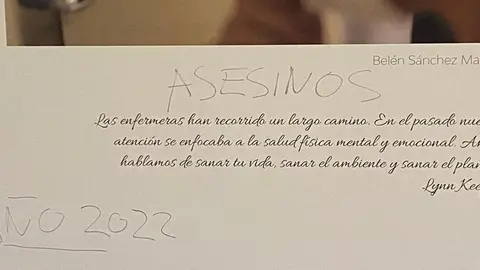 Belén Sánchez Ma
ASESINOS
Las enfermeras han recorrido un largo camino. En el pasado nue
atención se enfocaba a la salud física mental y emocional. A
hablamos de sanar tu vida, sanar el ambiente y sanar el plan
Lynn Kee
AÑO 2022